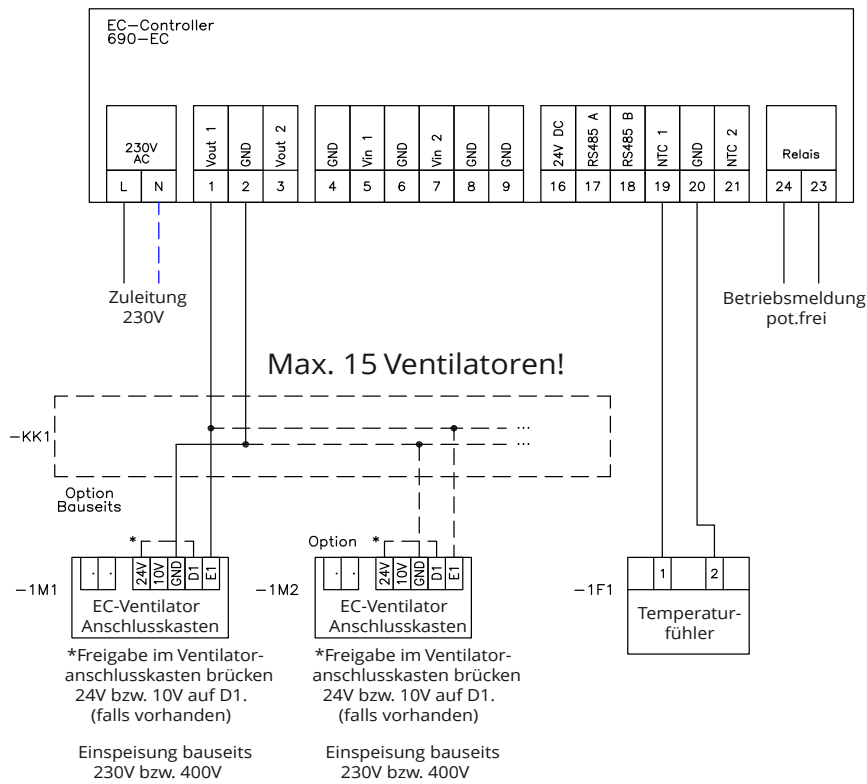 EC-Controller
690-EC
230V
AC
Vout 1
GND
Vout 2
GND
Vin 1
GND
Vin 2
GND
GND
24V DC
RS485 A
RS485 B
NTC 1
GND
NTC 2
Relais
L N 1 2 3 4 5 6 7 8 9 16 17 18 19 20 21 24 23
Zuleitung
230V
Betriebsmeldung
pot.frei
Max. 15 Ventilatoren!
-KK1
...
...
Option
Bauseits
*
Option *
-1M1
. . 24V 10V GND D1 E1
EC-Ventilator
Anschlusskasten
-1M2
. . 24V 10V GND D1 E1
EC-Ventilator
Anschlusskasten
-1F1
1 2
Temperatur-
fühler
*Freigabe im Ventilator-
anschlusskasten brücken
24V bzw. 10V auf D1.
(falls vorhanden)
Einspeisung bauseits
230V bzw. 400V
*Freigabe im Ventilator-
anschlusskasten brücken
24V bzw. 10V auf D1.
(falls vorhanden)
Einspeisung bauseits
230V bzw. 400V